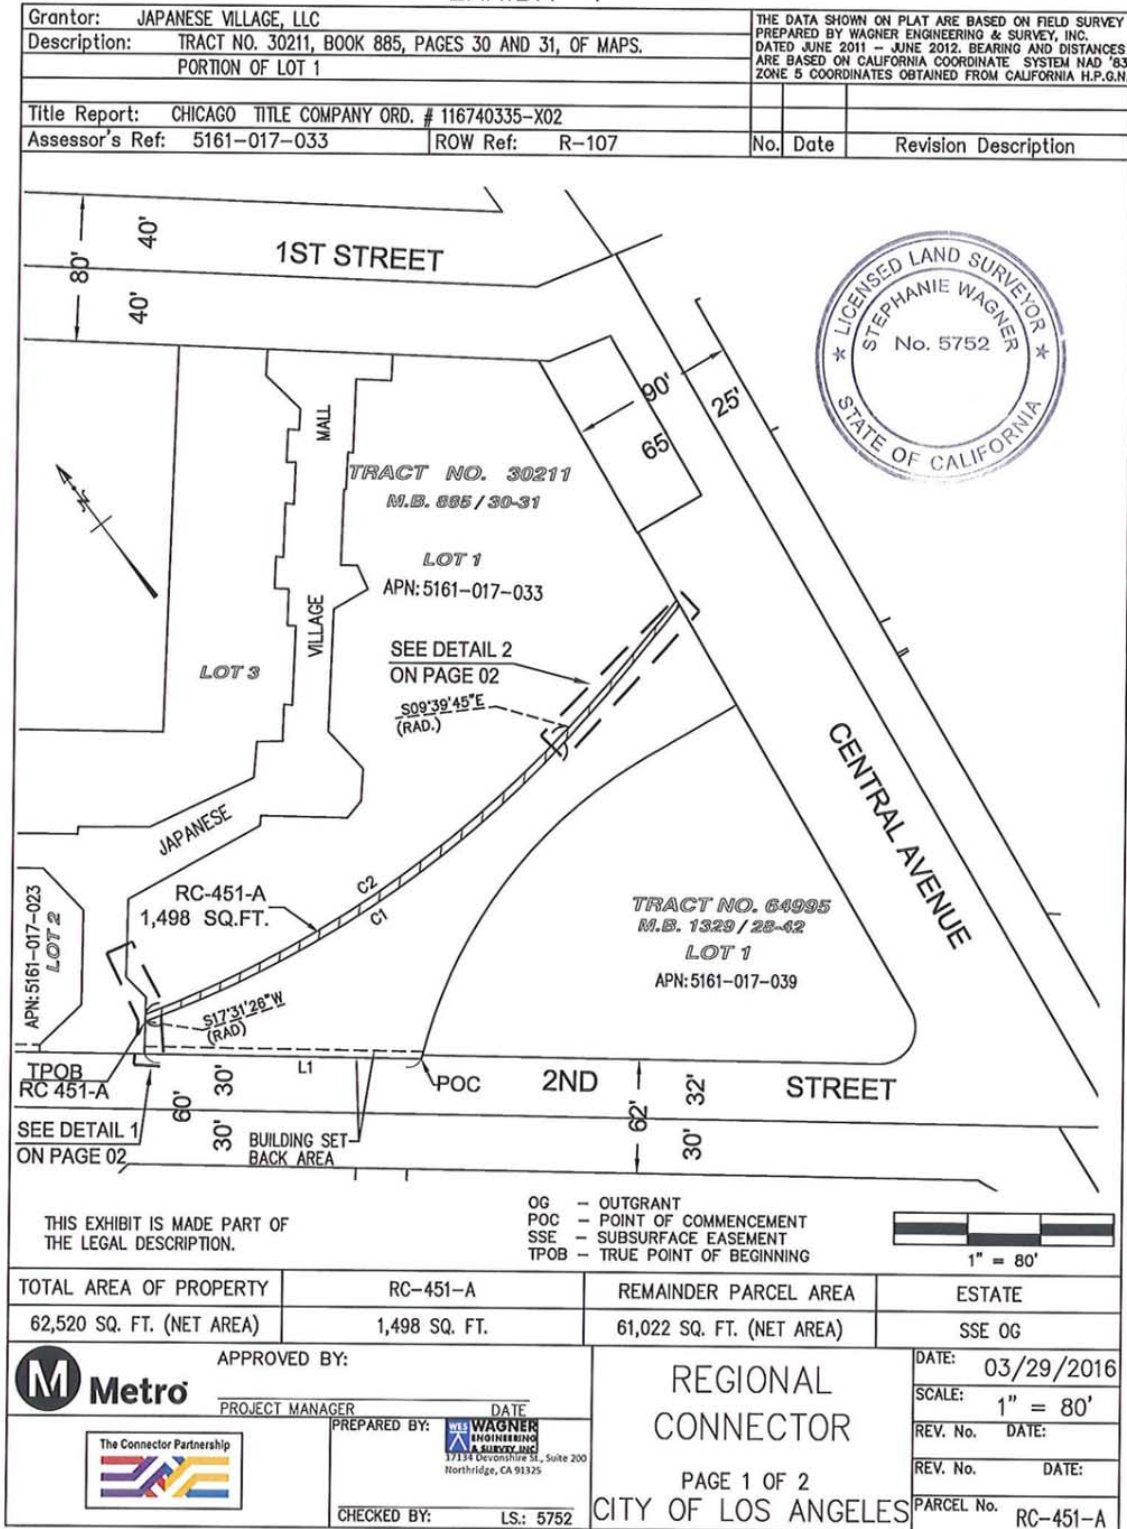 Grantor: JAPANESE VILLAGE, LLC
Description: TRACT NO. 30211, BOOK 885, PAGES 30 AND 31, OF MAPS.
PORTION OF LOT 1
Title Report: CHICAGO TITLE COMPANY ORD. # 116740335-X02
Assessor's Ref: 5161-017-033 ROW Ref: R-107
THE DATA SHOWN ON PLAT ARE BASED ON FIELD SURVEY
PREPARED BY WAGNER ENGINEERING & SURVEY, INC.
DATED JUNE 2011 - JUNE 2012. BEARING AND DISTANCES
ARE BASED ON CALIFORNIA COORDINATE SYSTEM NAD '83
ZONE 5 COORDINATES OBTAINED FROM CALIFORNIA H.P.G.N.
No. Date Revision Description
80'
40'
40'
1ST STREET
LICENSED LAND SURVEYOR
STEPHANIE WAGNER
No. 5752
STATE OF CALIFORNIA
90'
65
25'
MALL
TRACT NO. 30211
M.B. 885 / 30-31
N
LOT 1
APN: 5161-017-033
VILLAGE
LOT 3
SEE DETAIL 2
ON PAGE 02
S09°39'45"E
(RAD.)
CENTRAL AVENUE
JAPANESE
C2
C1
RC-451-A
1,498 SQ.FT.
APN: 5161-017-023
LOT 2
TRACT NO. 64995
M.B. 1329 / 28-42
LOT 1
APN: 5161-017-039
S17°31'26"W
(RAD)
TPOB
RC 451-A
L1
POC
2ND STREET
60'
30'
30'
62'
32'
30'
SEE DETAIL 1
ON PAGE 02
BUILDING SET
BACK AREA
THIS EXHIBIT IS MADE PART OF
THE LEGAL DESCRIPTION.
OG - OUTGRANT
POC - POINT OF COMMENCEMENT
SSE - SUBSURFACE EASEMENT
TPOB - TRUE POINT OF BEGINNING
1" = 80'
TOTAL AREA OF PROPERTY RC-451-A REMAINDER PARCEL AREA ESTATE
62,520 SQ. FT. (NET AREA) 1,498 SQ. FT. 61,022 SQ. FT. (NET AREA) SSE OG
M Metro
APPROVED BY:
PROJECT MANAGER DATE
The Connector Partnership
PREPARED BY:
WES WAGNER
ENGINEERING
& SURVEY, INC
17134 Devonshire St., Suite 200
Northridge, CA 91325
CHECKED BY: LS.: 5752
REGIONAL
CONNECTOR
PAGE 1 OF 2
CITY OF LOS ANGELES
DATE: 03/29/2016
SCALE: 1" = 80'
REV. No. DATE:
REV. No. DATE:
PARCEL No. RC-451-A